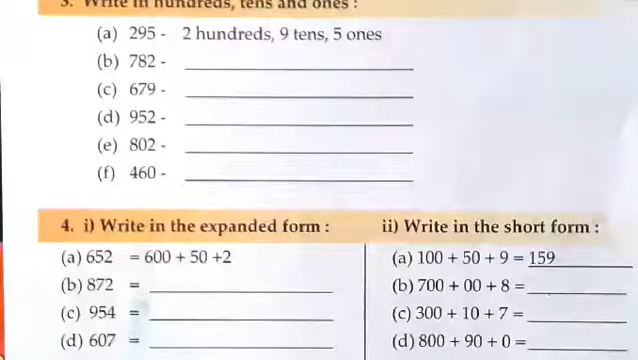 3. Write in hundreds, tens and ones :
(a) 295 - 2 hundreds, 9 tens, 5 ones
(b) 782 -
(c) 679 -
(d) 952 -
(e) 802 -
(f) 460 -
4. i) Write in the expanded form :
(a) 652 = 600 + 50 +2
(b) 872 =
(c) 954 =
(d) 607 =
ii) Write in the short form :
(a) 100 + 50 + 9 = 159
(b) 700 + 00 + 8 =
(c) 300 + 10 + 7 =
(d) 800 + 90 + 0 =